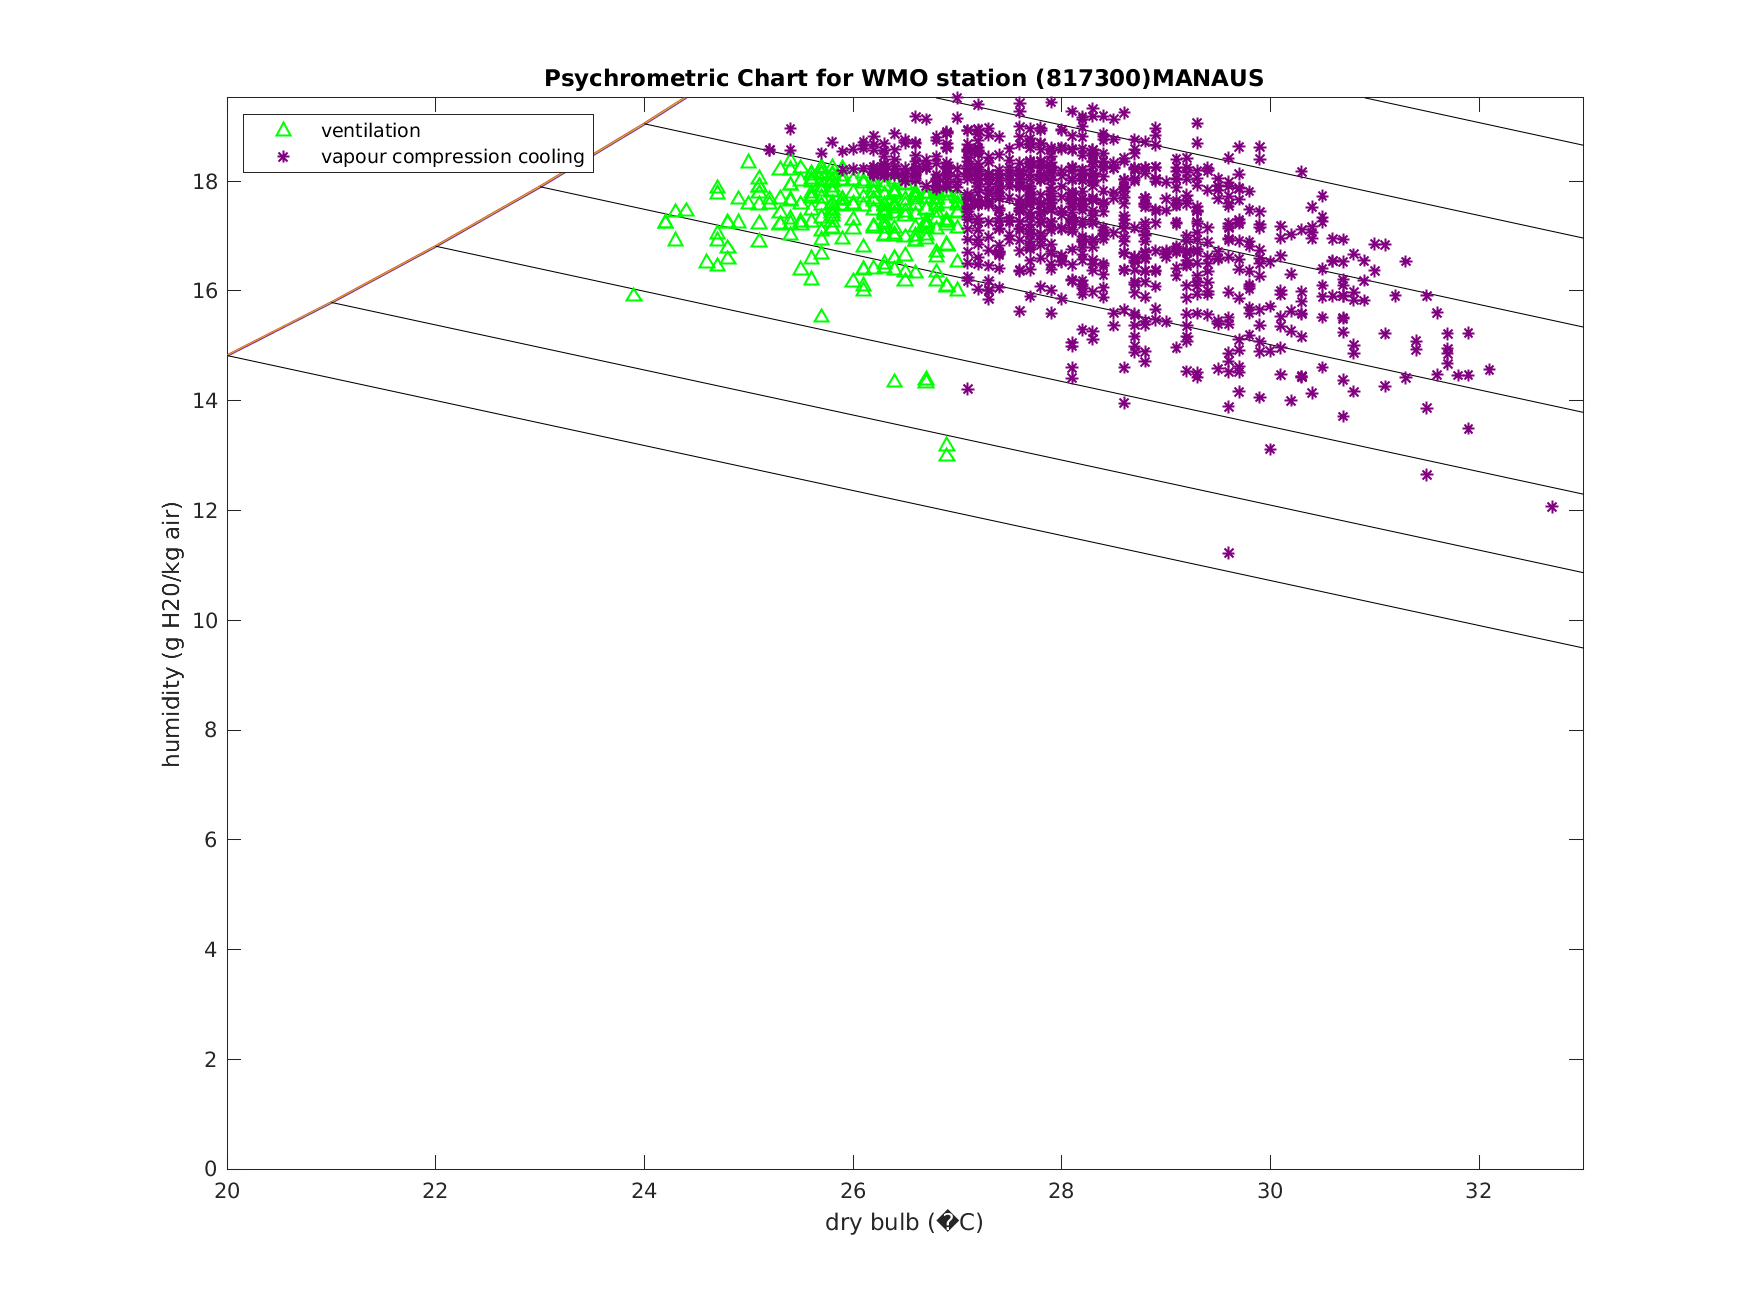 Psychrometric Chart for WMO station (817300)MANAUS
ventilation
vapour compression cooling
humidity (g H20/kg air)
18
16
14
12
10
8
6
4
2
0
20 22 24 26 28 30 32
dry bulb (�C)